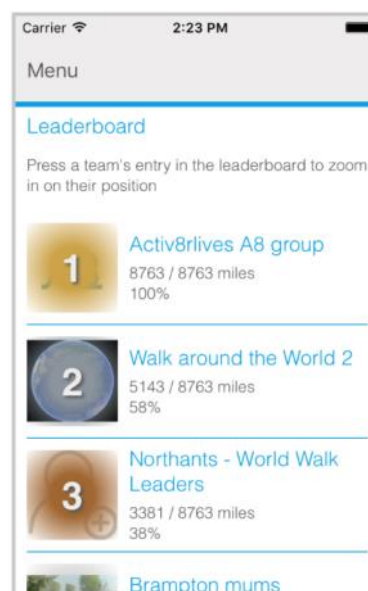 Carrier 2:23 PM
Menu
Leaderboard
Press a team's entry in the leaderboard to zoom
in on their position
1
Activ8rlives A8 group
8763 / 8763 miles
100%
2
Walk around the World 2
5143 / 8763 miles
58%
3
Northants - World Walk
Leaders
3381 / 8763 miles
38%
Brampton mums